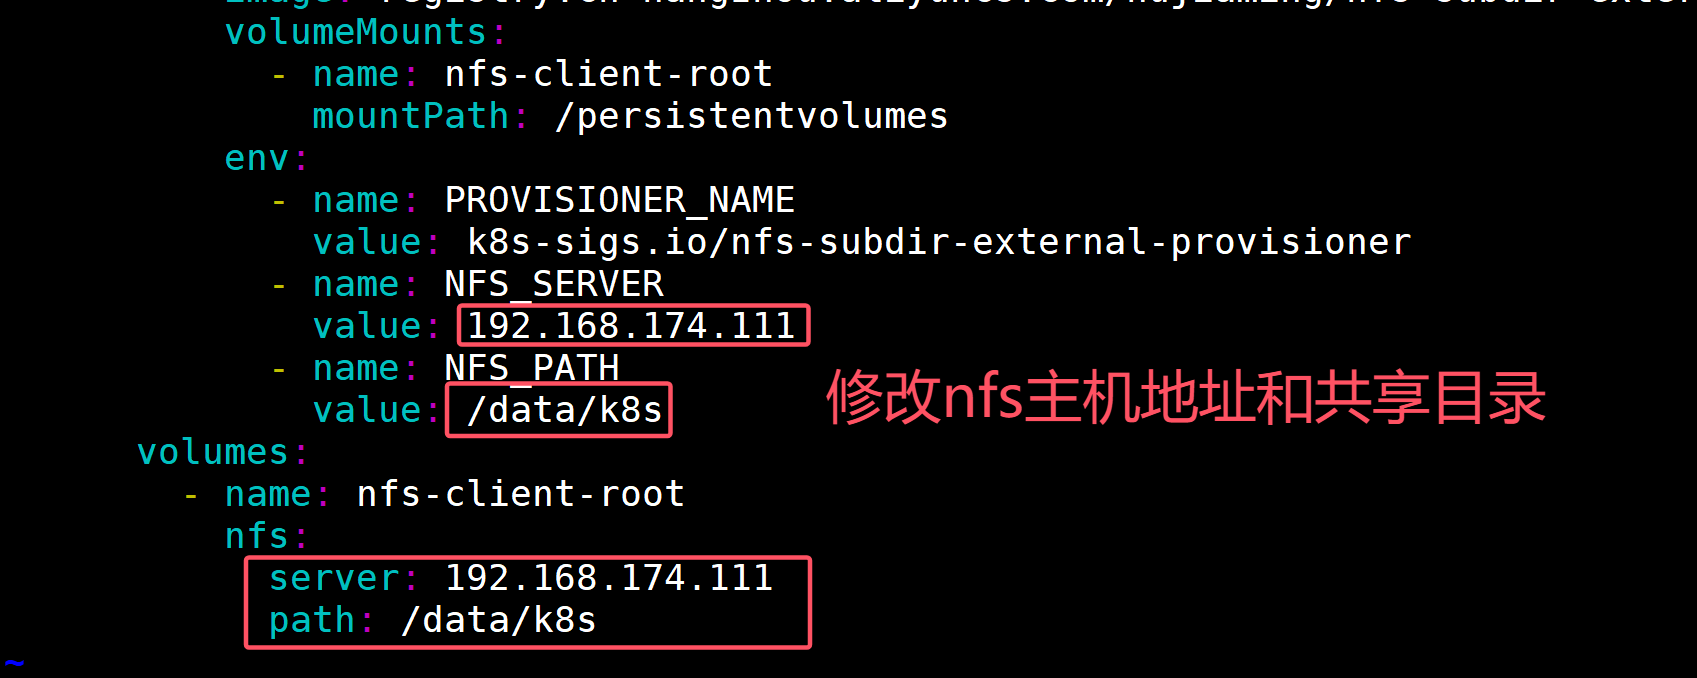 volumeMounts:
- name: nfs-client-root
mountPath: /persistentvolumes
env:
- name: PROVISIONER_NAME
value: k8s-sigs.io/nfs-subdir-external-provisioner
- name: NFS_SERVER
value: 192.168.174.111
- name: NFS_PATH
value: /data/k8s
修改nfs主机地址和共享目录
volumes:
- name: nfs-client-root
nfs:
server: 192.168.174.111
path: /data/k8s
~